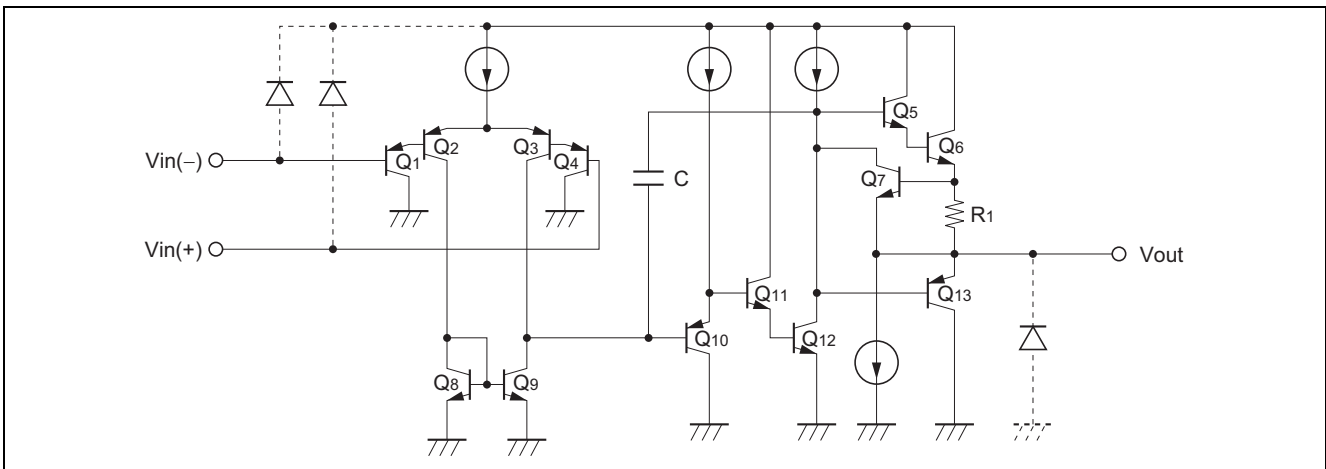 Q5
Q1
Q2
Q3
Q4
Q6
Vin(−)
C
Q7
R1
Vin(+)
Vout
Q11
Q13
Q10
Q12
Q8
Q9